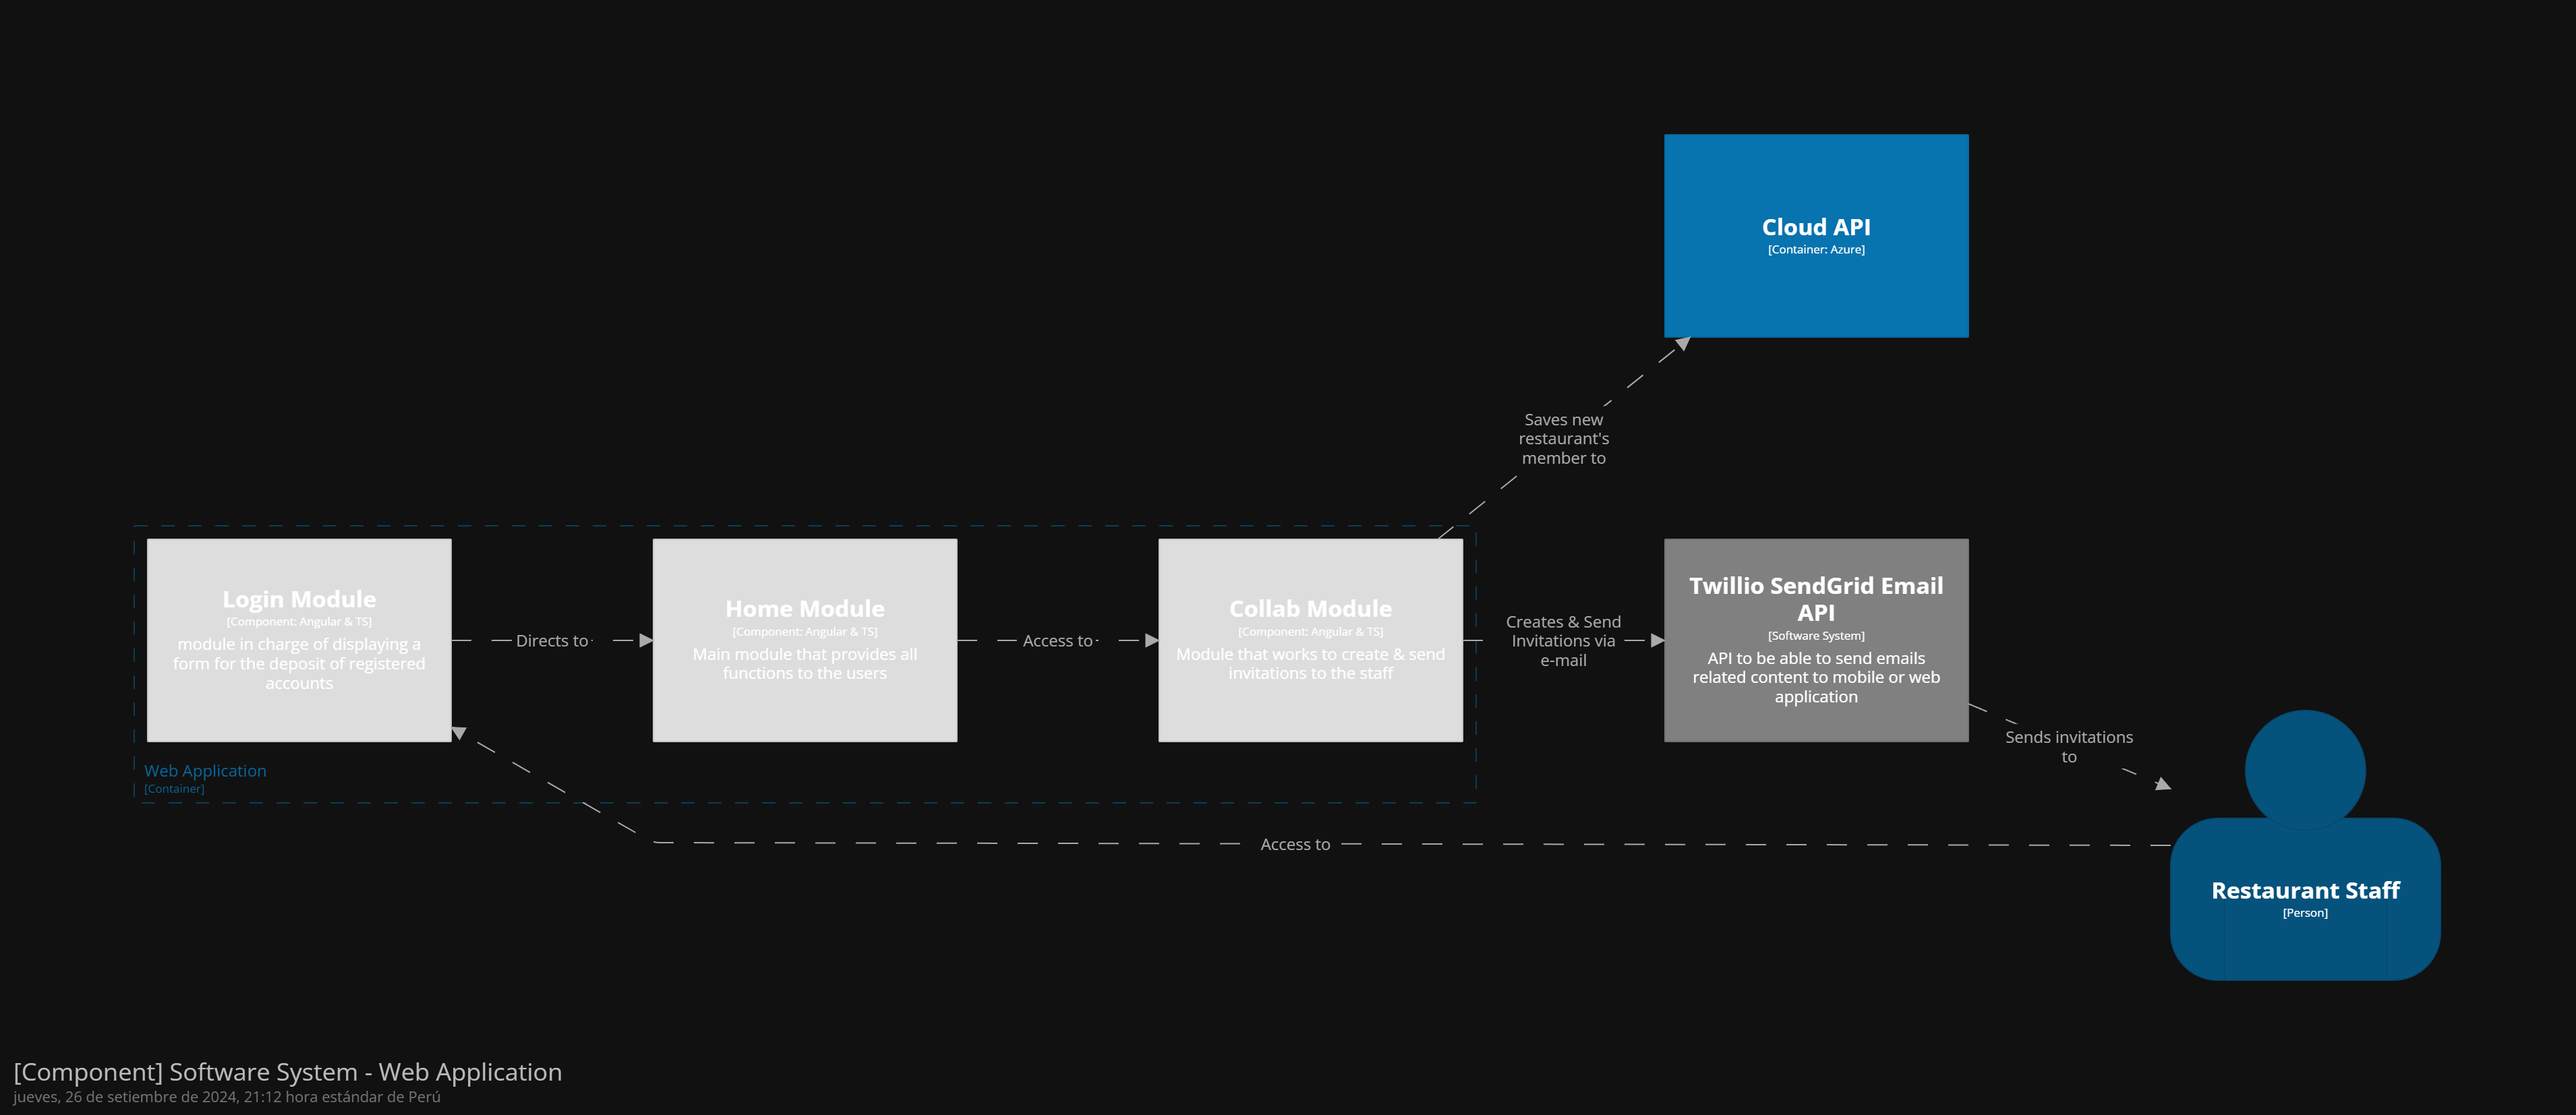 Cloud API
[Container: Azure]
Saves new
restaurant's
member to
Login Module
[Component: Angular & TS]
module in charge of displaying a
form for the deposit of registered
accounts
Directs to
Home Module
[Component: Angular & TS]
Main module that provides all
functions to the users
Access to
Collab Module
[Component: Angular & TS]
Module that works to create & send
invitations to the staff
Creates & Send
Invitations via
e-mail
Twillio SendGrid Email
API
[Software System]
API to be able to send emails
related content to mobile or web
application
Sends invitations
to
Web Application
[Container]
Access to
Restaurant Staff
[Person]
[Component] Software System - Web Application
jueves, 26 de setiembre de 2024, 21:12 hora estándar de Perú